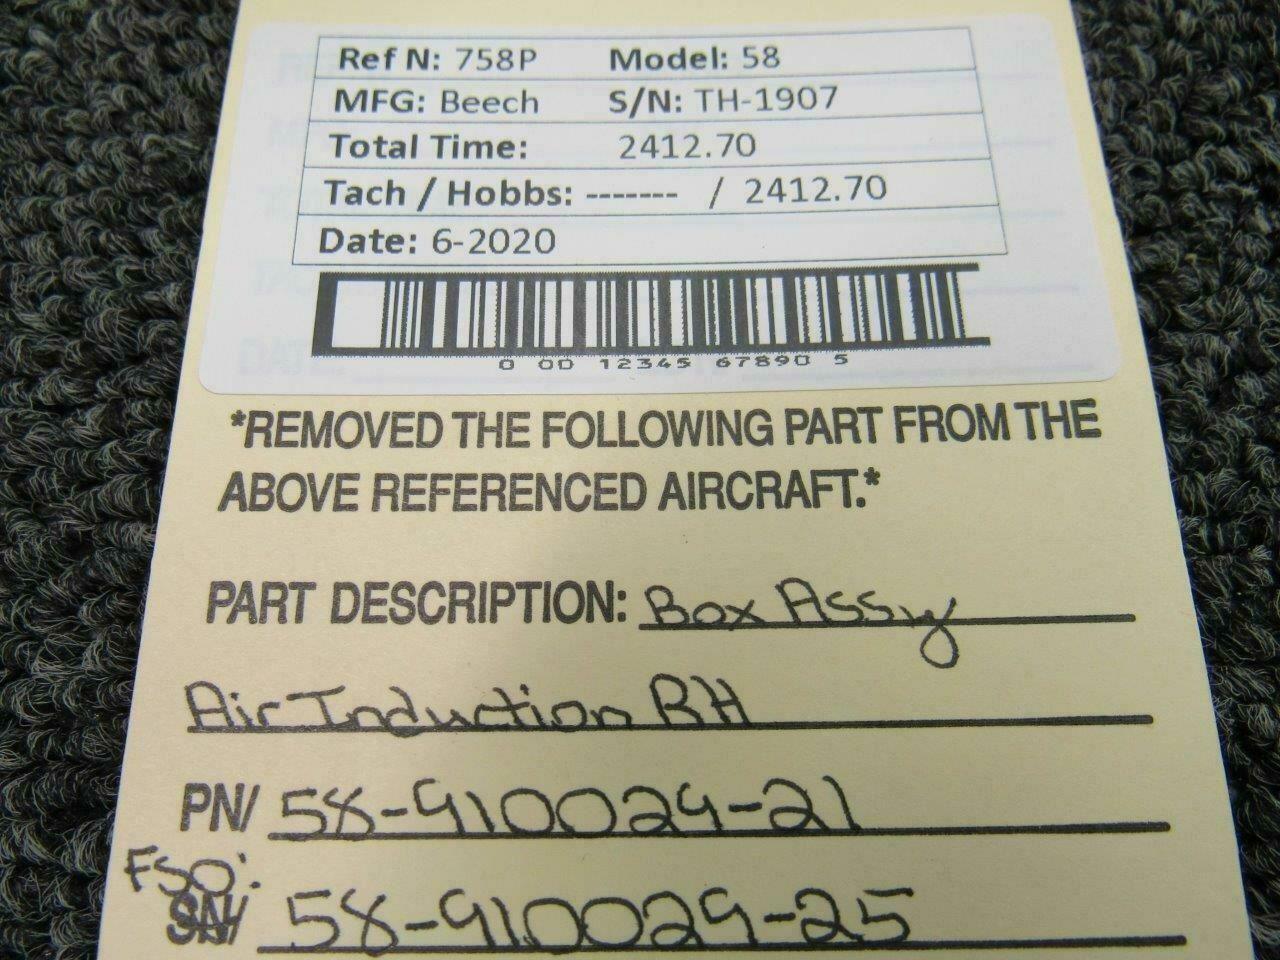 Ref N: 758P Model: 58
MFG: Beech S/N: TH-1907
Total Time: 2412.70
Tach / Hobbs: ------- / 2412.70
Date: 6-2020
0 00 12345 67890 5
*REMOVED THE FOLLOWING PART FROM THE
ABOVE REFERENCED AIRCRAFT.*
PART DESCRIPTION: Box Assy
Air Induction RH
PN/ 58-910029-21
FSO:
SN/ 58-910029-25